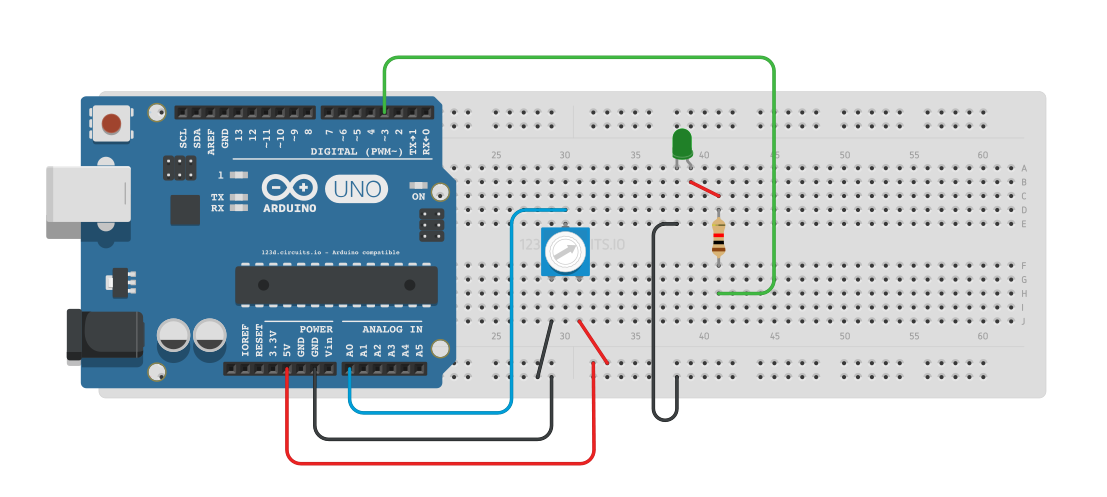 SCL
SDA
AREF
GND
13
12
~11
~10
~9
8
7
~6
~5
4
~3
2
TX→1
RX←0
DIGITAL (PWM~)
1
TX
RX
ARDUINO
UNO
ON
123D.circuits.io - Arduino compatible
IOREF
RESET
3.3V
5V
GND
GND
Vin
POWER
ANALOG IN
A0
A1
A2
A3
A4
A5
25 30 35 40 45 50 55 60
A
B
C
D
E
F
G
H
I
J
25 30 35 40 45 50 55 60